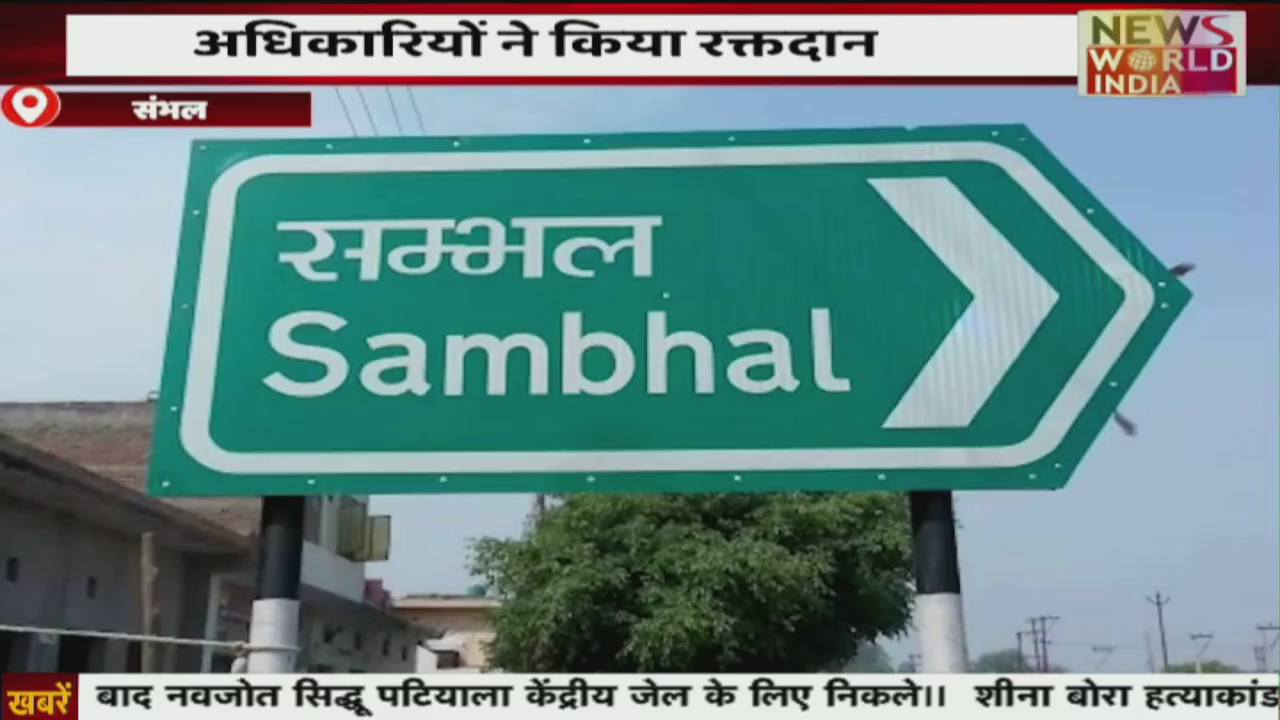 अधिकारियों ने किया रक्तदान
NEWS
WORLD
INDIA
संभल
सम्भल
Sambhal
खबरें
बाद नवजोत सिद्धू पटियाला केंद्रीय जेल के लिए निकले।। शीना बोरा हत्याकांड